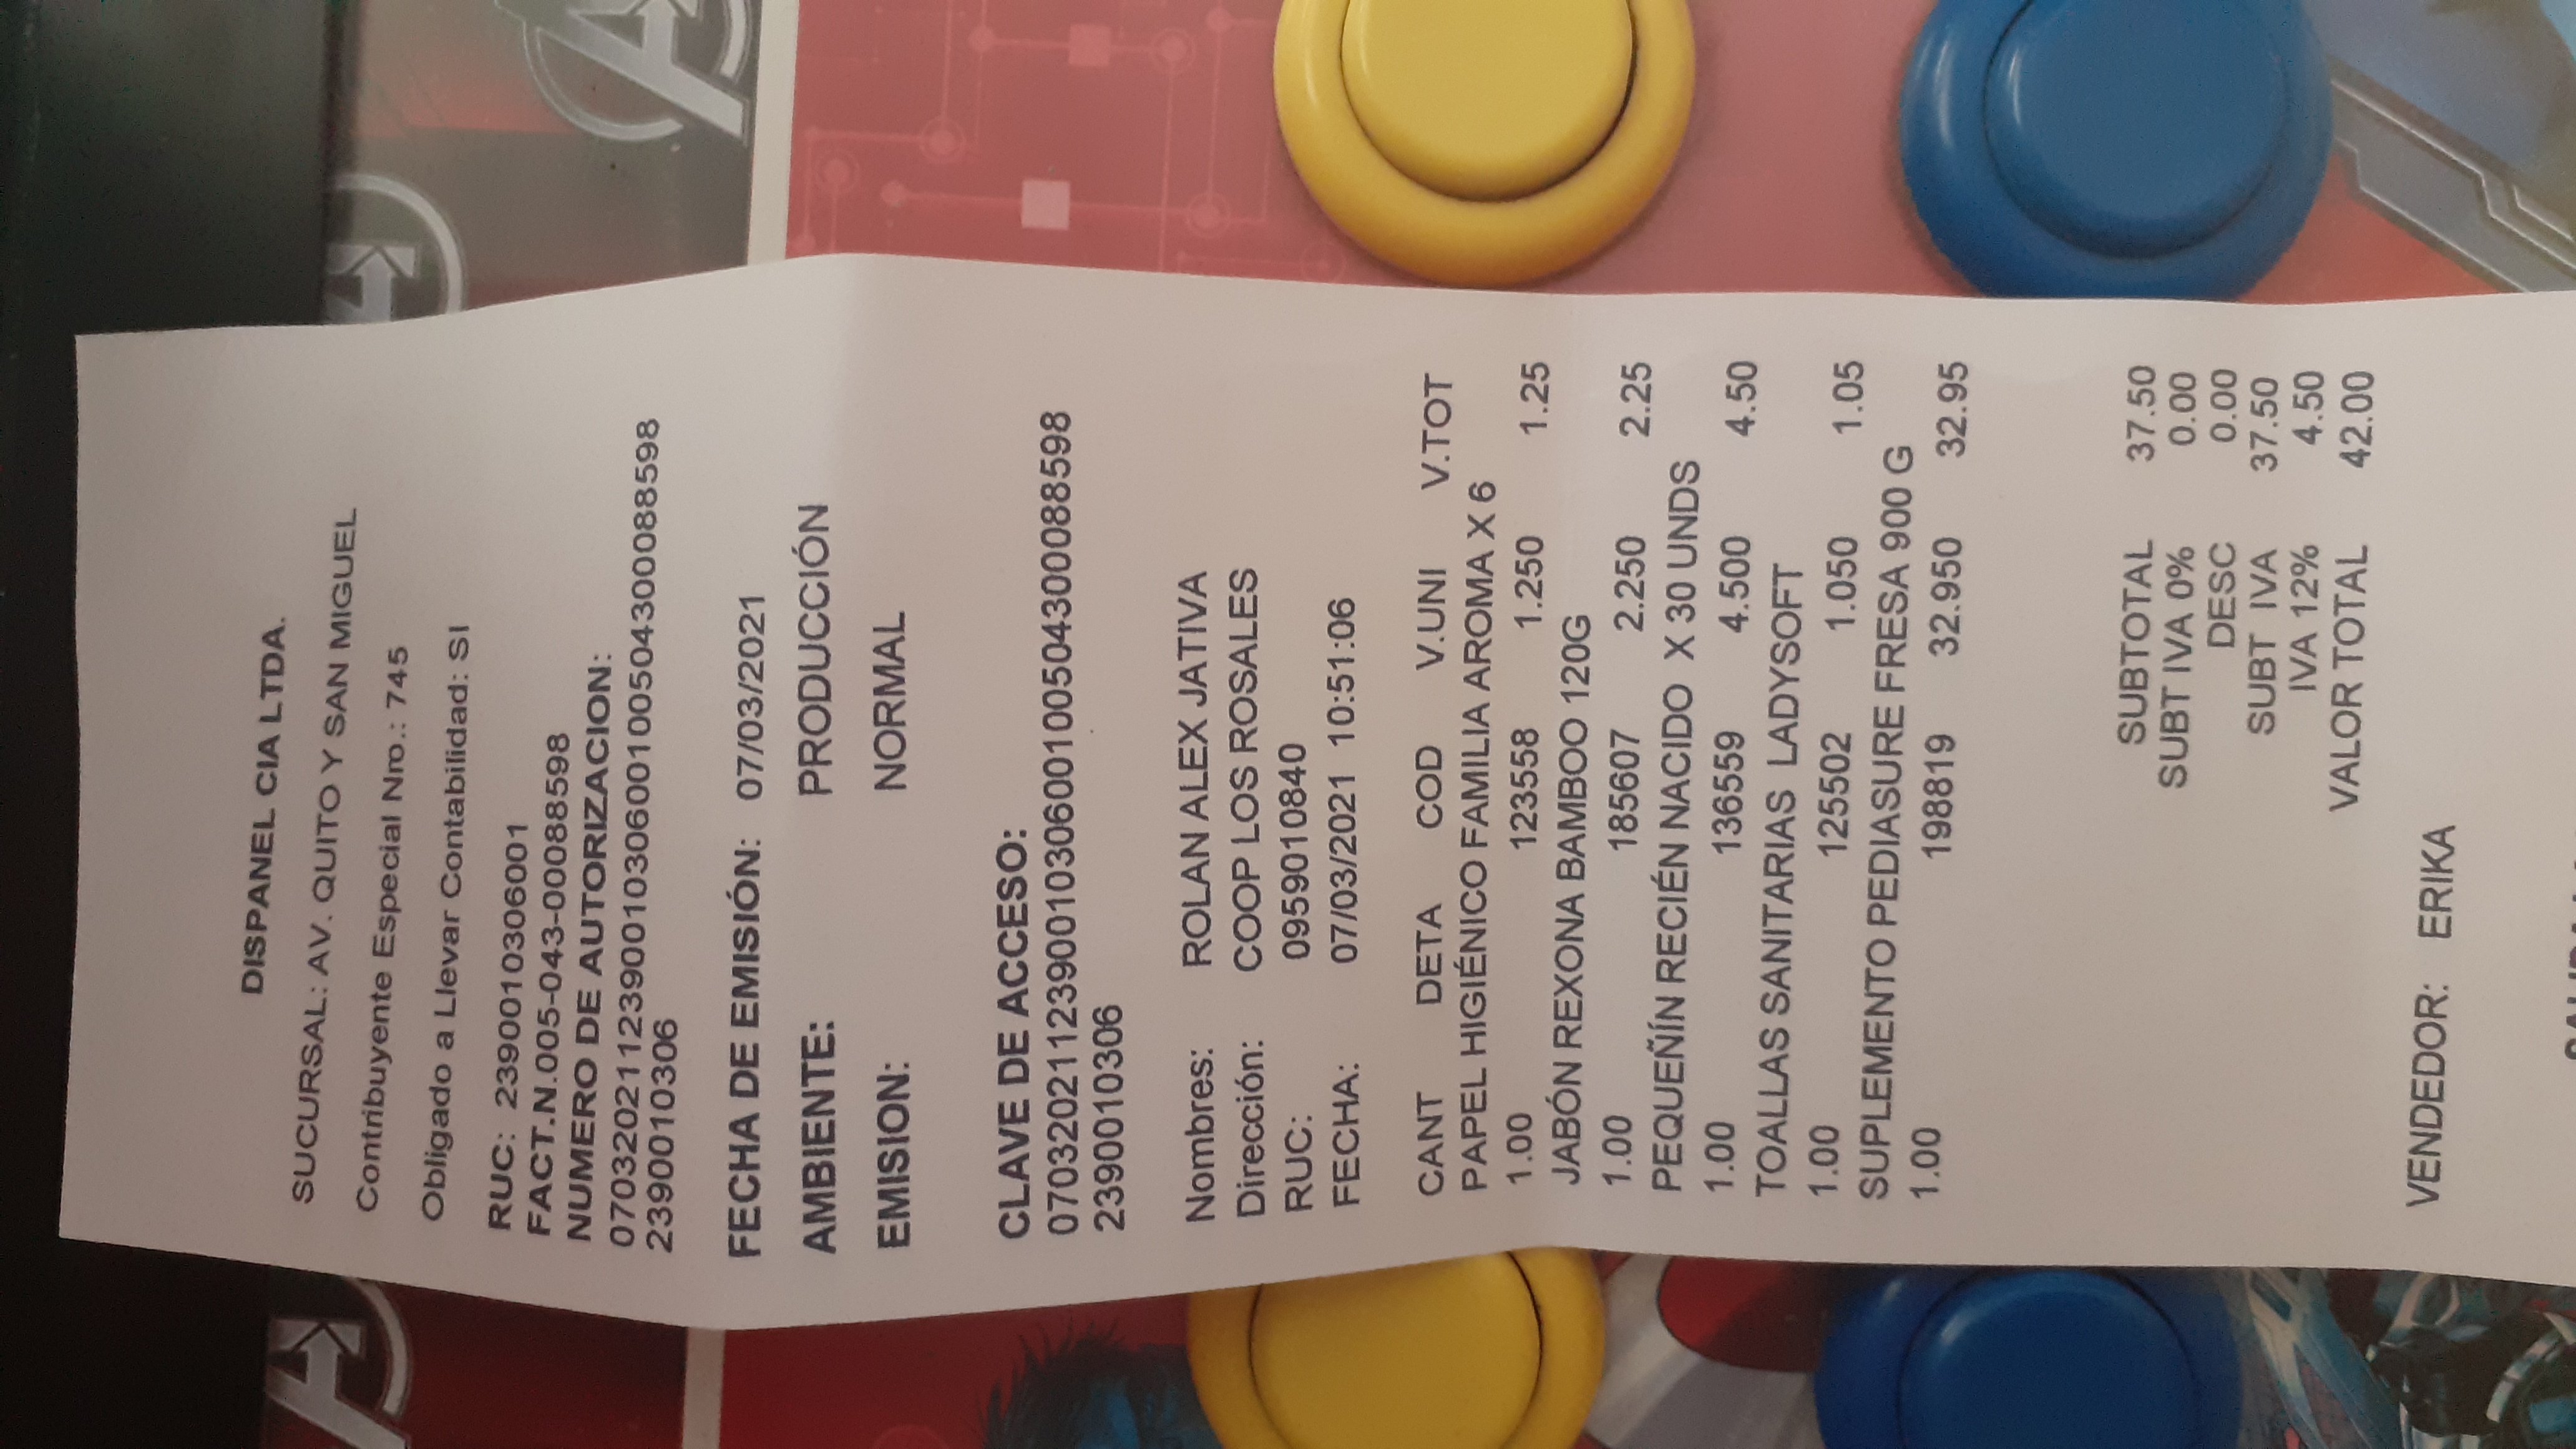 DISPANEL CIA LTDA.
SUCURSAL: AV. QUITO Y SAN MIGUEL
Contribuyente Especial Nro.: 745
Obligado a Llevar Contabilidad: SI
RUC: 2390010306001
FACT.N.005-043-00088598
NUMERO DE AUTORIZACION:
070320211239001030600100504300088598
2390010306
FECHA DE EMISIÓN: 07/03/2021
AMBIENTE: PRODUCCIÓN
EMISION: NORMAL
CLAVE DE ACCESO:
070320211239001030600100504300088598
2390010306
Nombres: ROLAN ALEX JATIVA
Dirección: COOP LOS ROSALES
RUC: 0959010840
FECHA: 07/03/2021 10:51:06
CANT DETA COD V.UNI V.TOT
PAPEL HIGIÉNICO FAMILIA AROMA X 6
1.00 123558 1.250 1.25
JABÓN REXONA BAMBOO 120G
1.00 185607 2.250 2.25
PEQUEÑÍN RECIÉN NACIDO X 30 UNDS
1.00 136559 4.500 4.50
TOALLAS SANITARIAS LADYSOFT
1.00 125502 1.050 1.05
SUPLEMENTO PEDIASURE FRESA 900 G
1.00 198819 32.950 32.95
SUBTOTAL 37.50
SUBT IVA 0% 0.00
DESC 0.00
SUBT IVA 37.50
IVA 12% 4.50
VALOR TOTAL 42.00
VENDEDOR: ERIKA